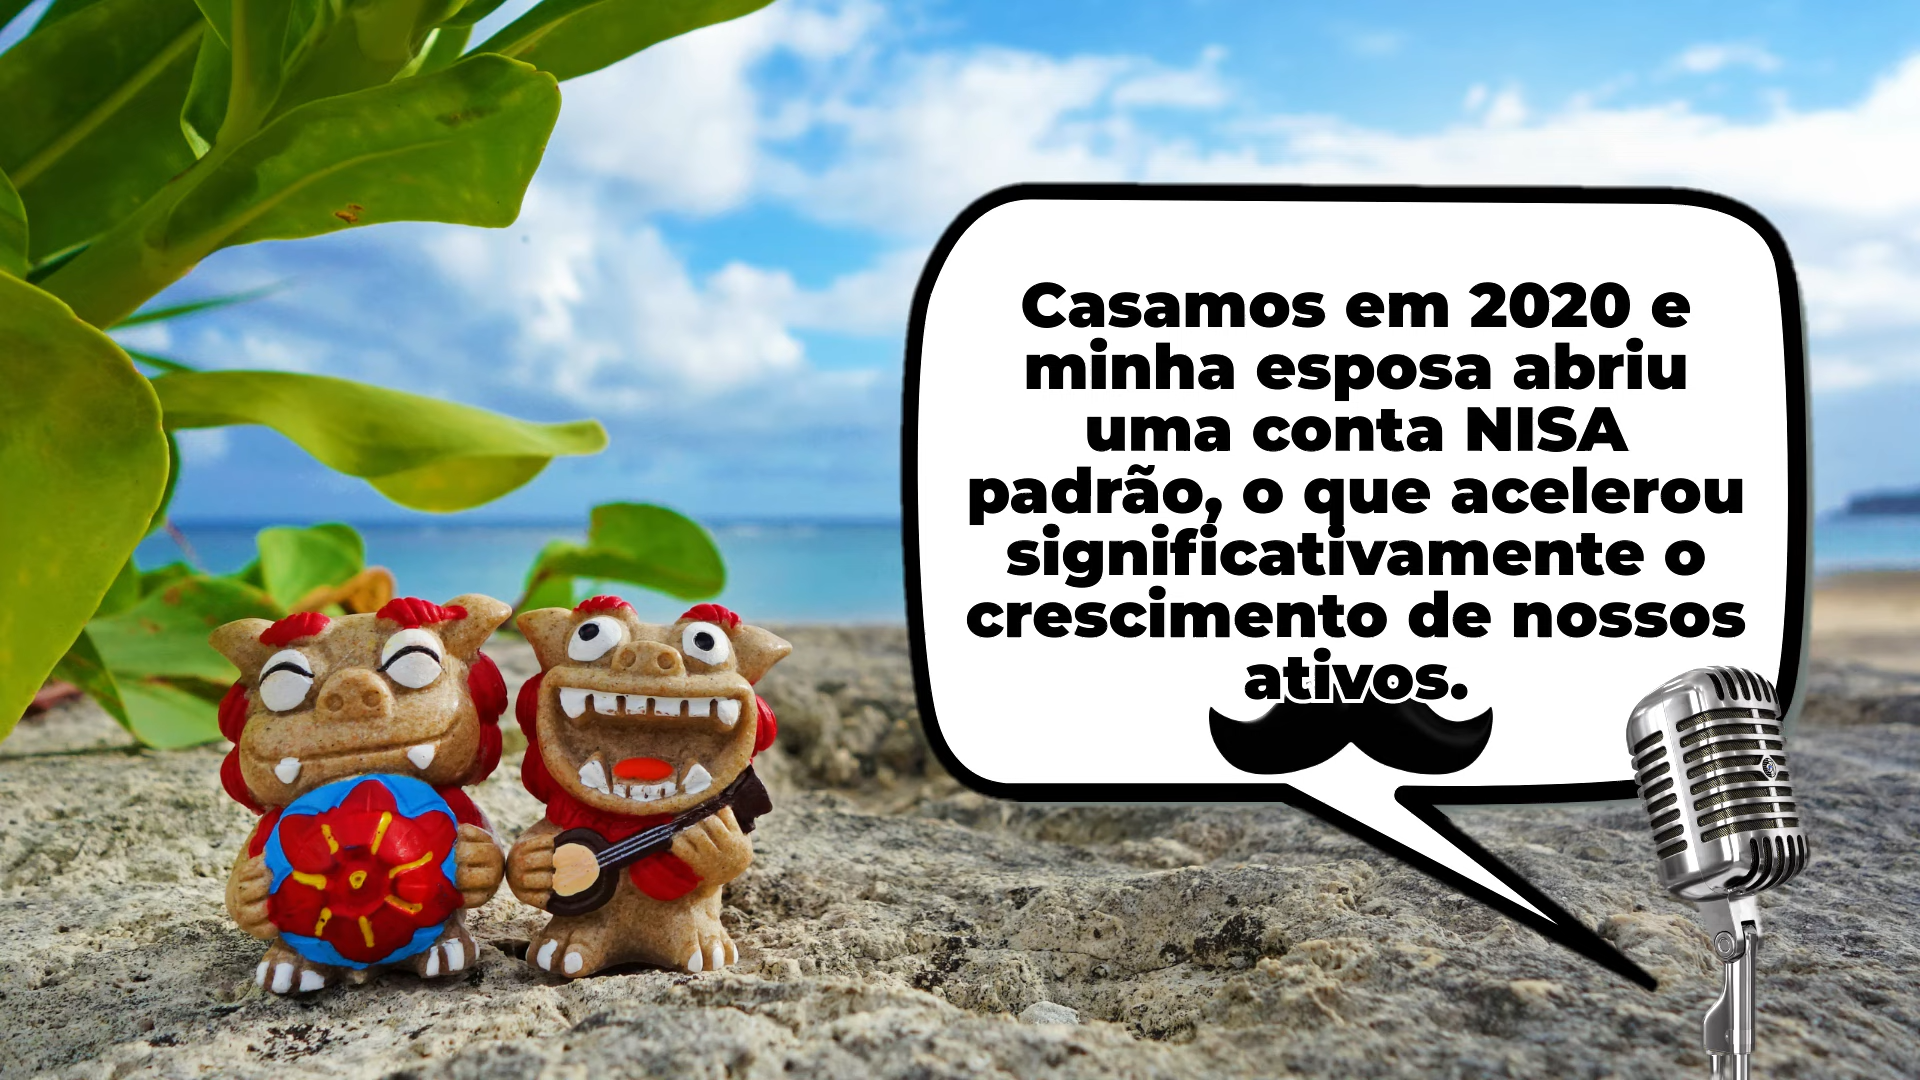 Casamos em 2020 e
minha esposa abriu
uma conta NISA
padrão, o que acelerou
significativamente o
crescimento de nossos
ativos.